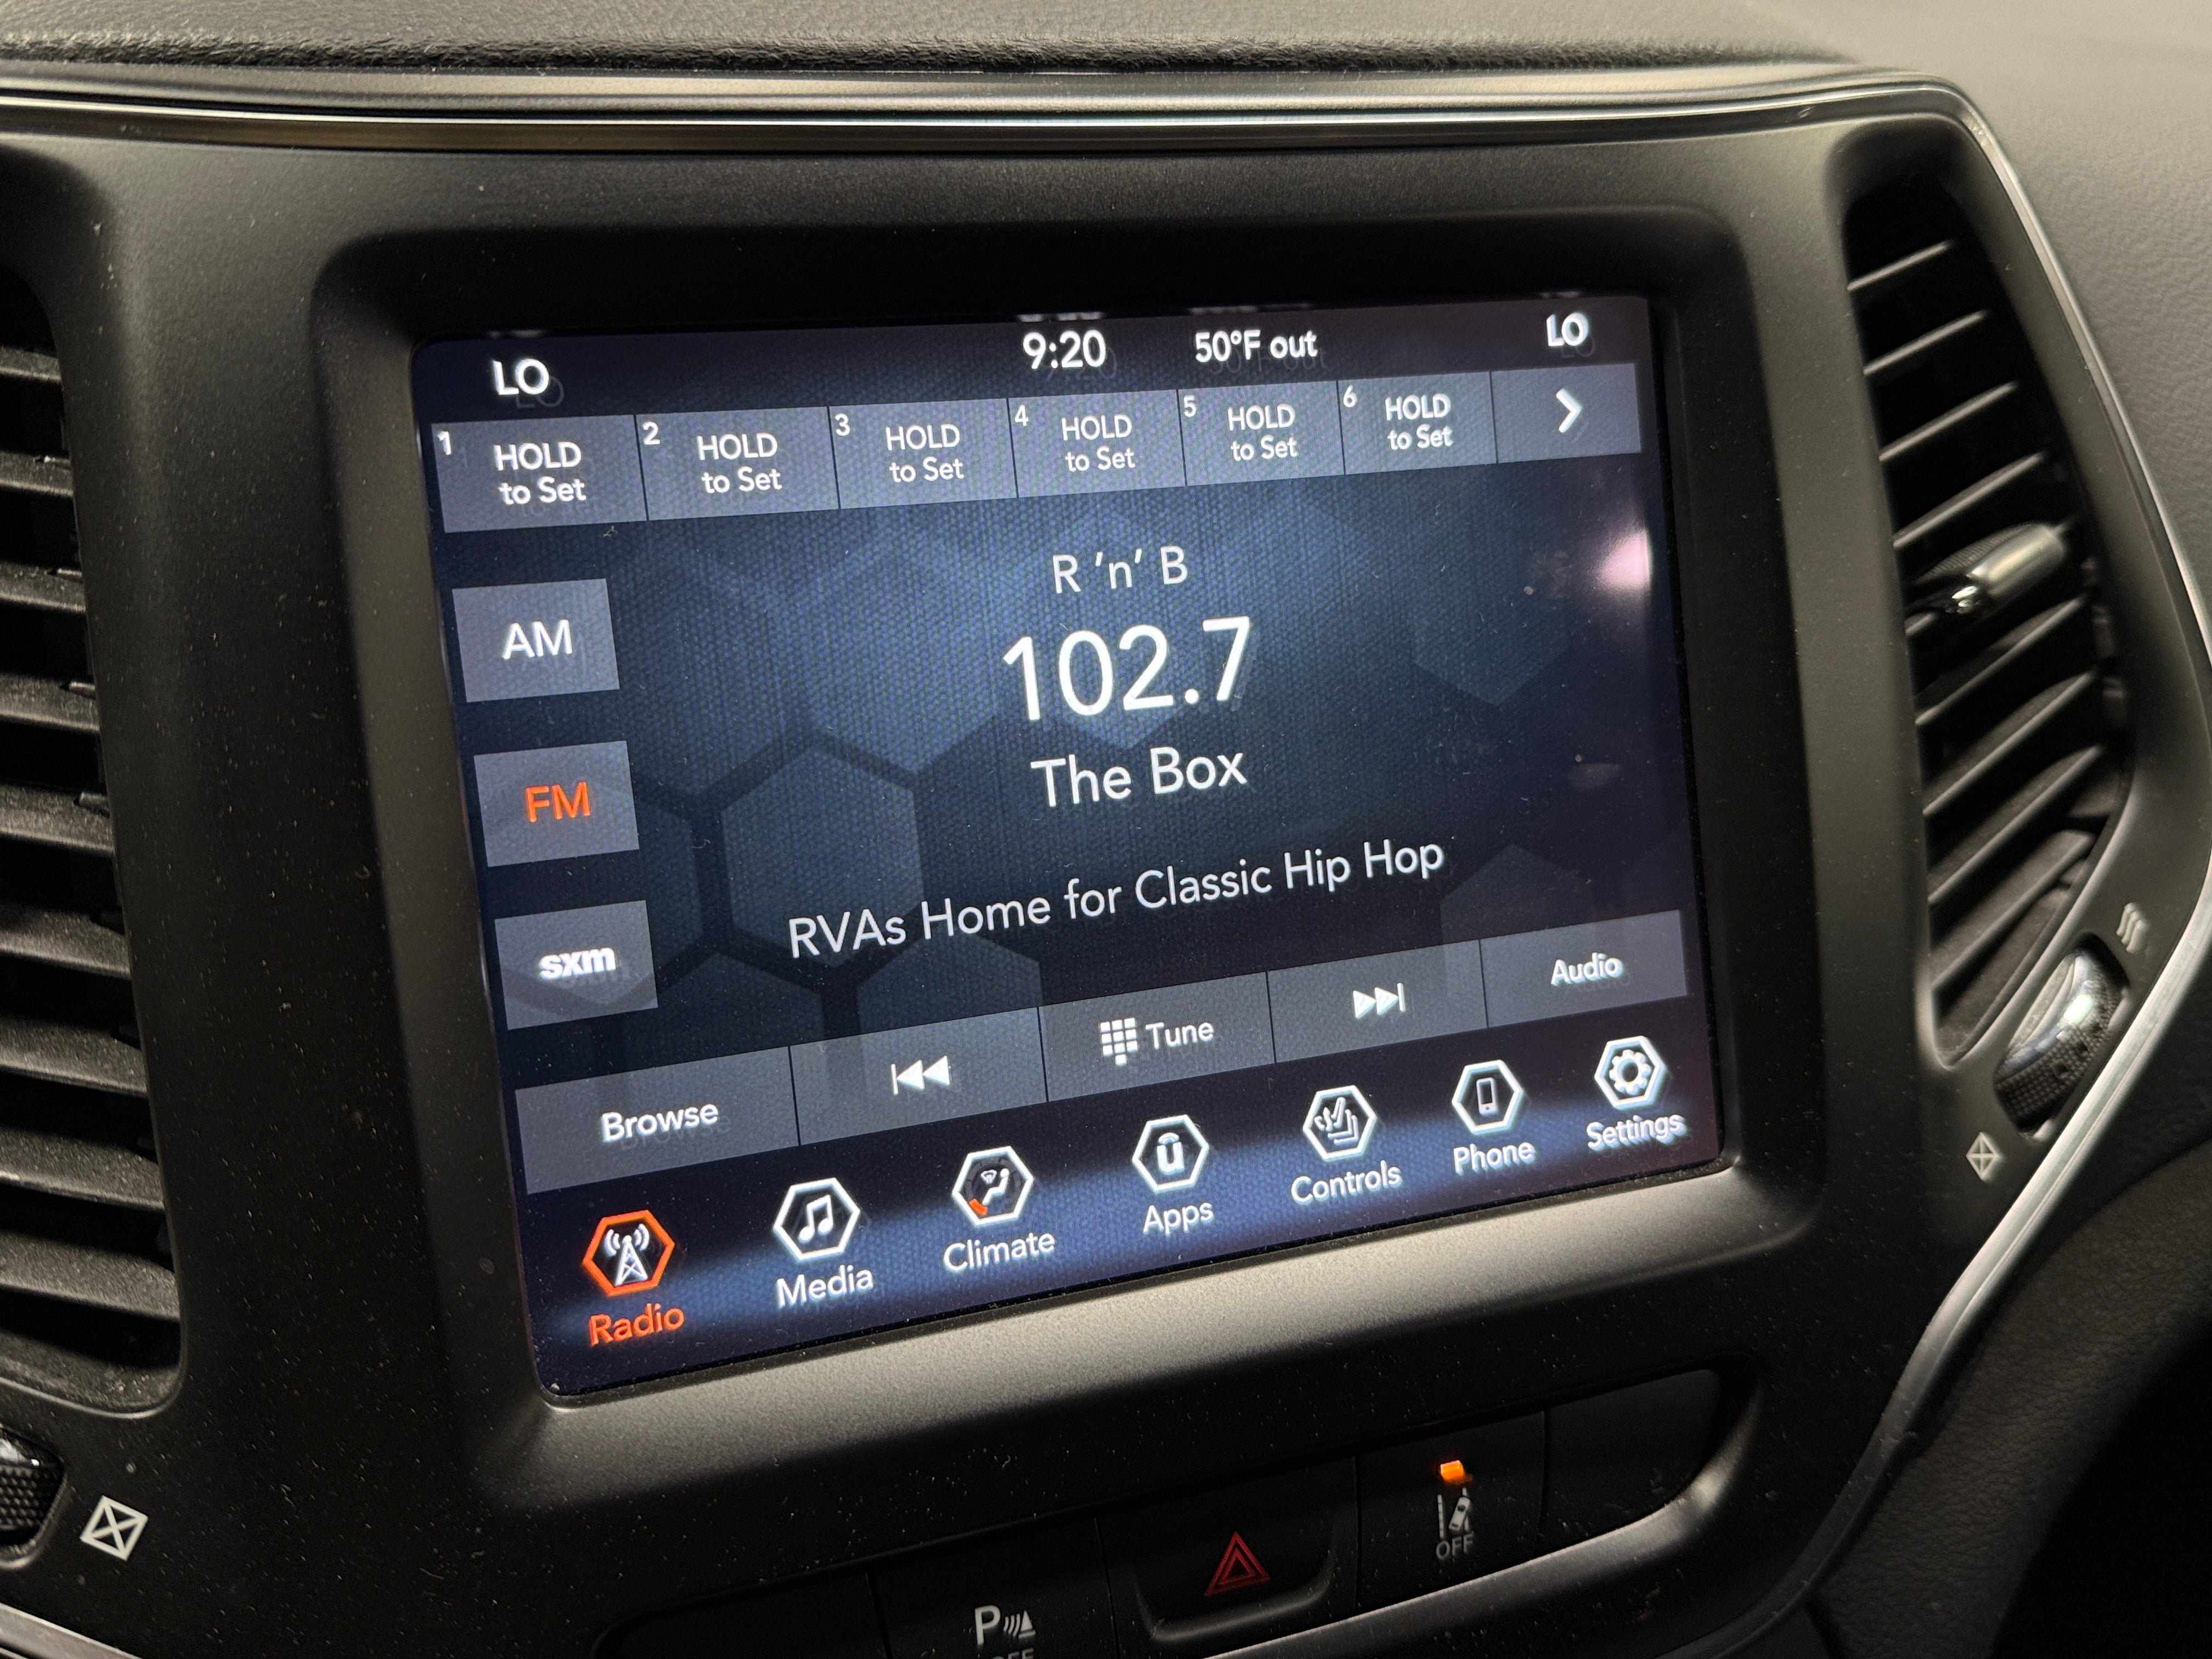 LO 9:20 50°F out LO
1 HOLD to Set
2 HOLD to Set
3 HOLD to Set
4 HOLD to Set
5 HOLD to Set
6 HOLD to Set
R 'n' B
AM
102.7
The Box
FM
RVAs Home for Classic Hip Hop
sxm
Browse Tune Audio
Radio Media Climate Apps Controls Phone Settings
OFF
P